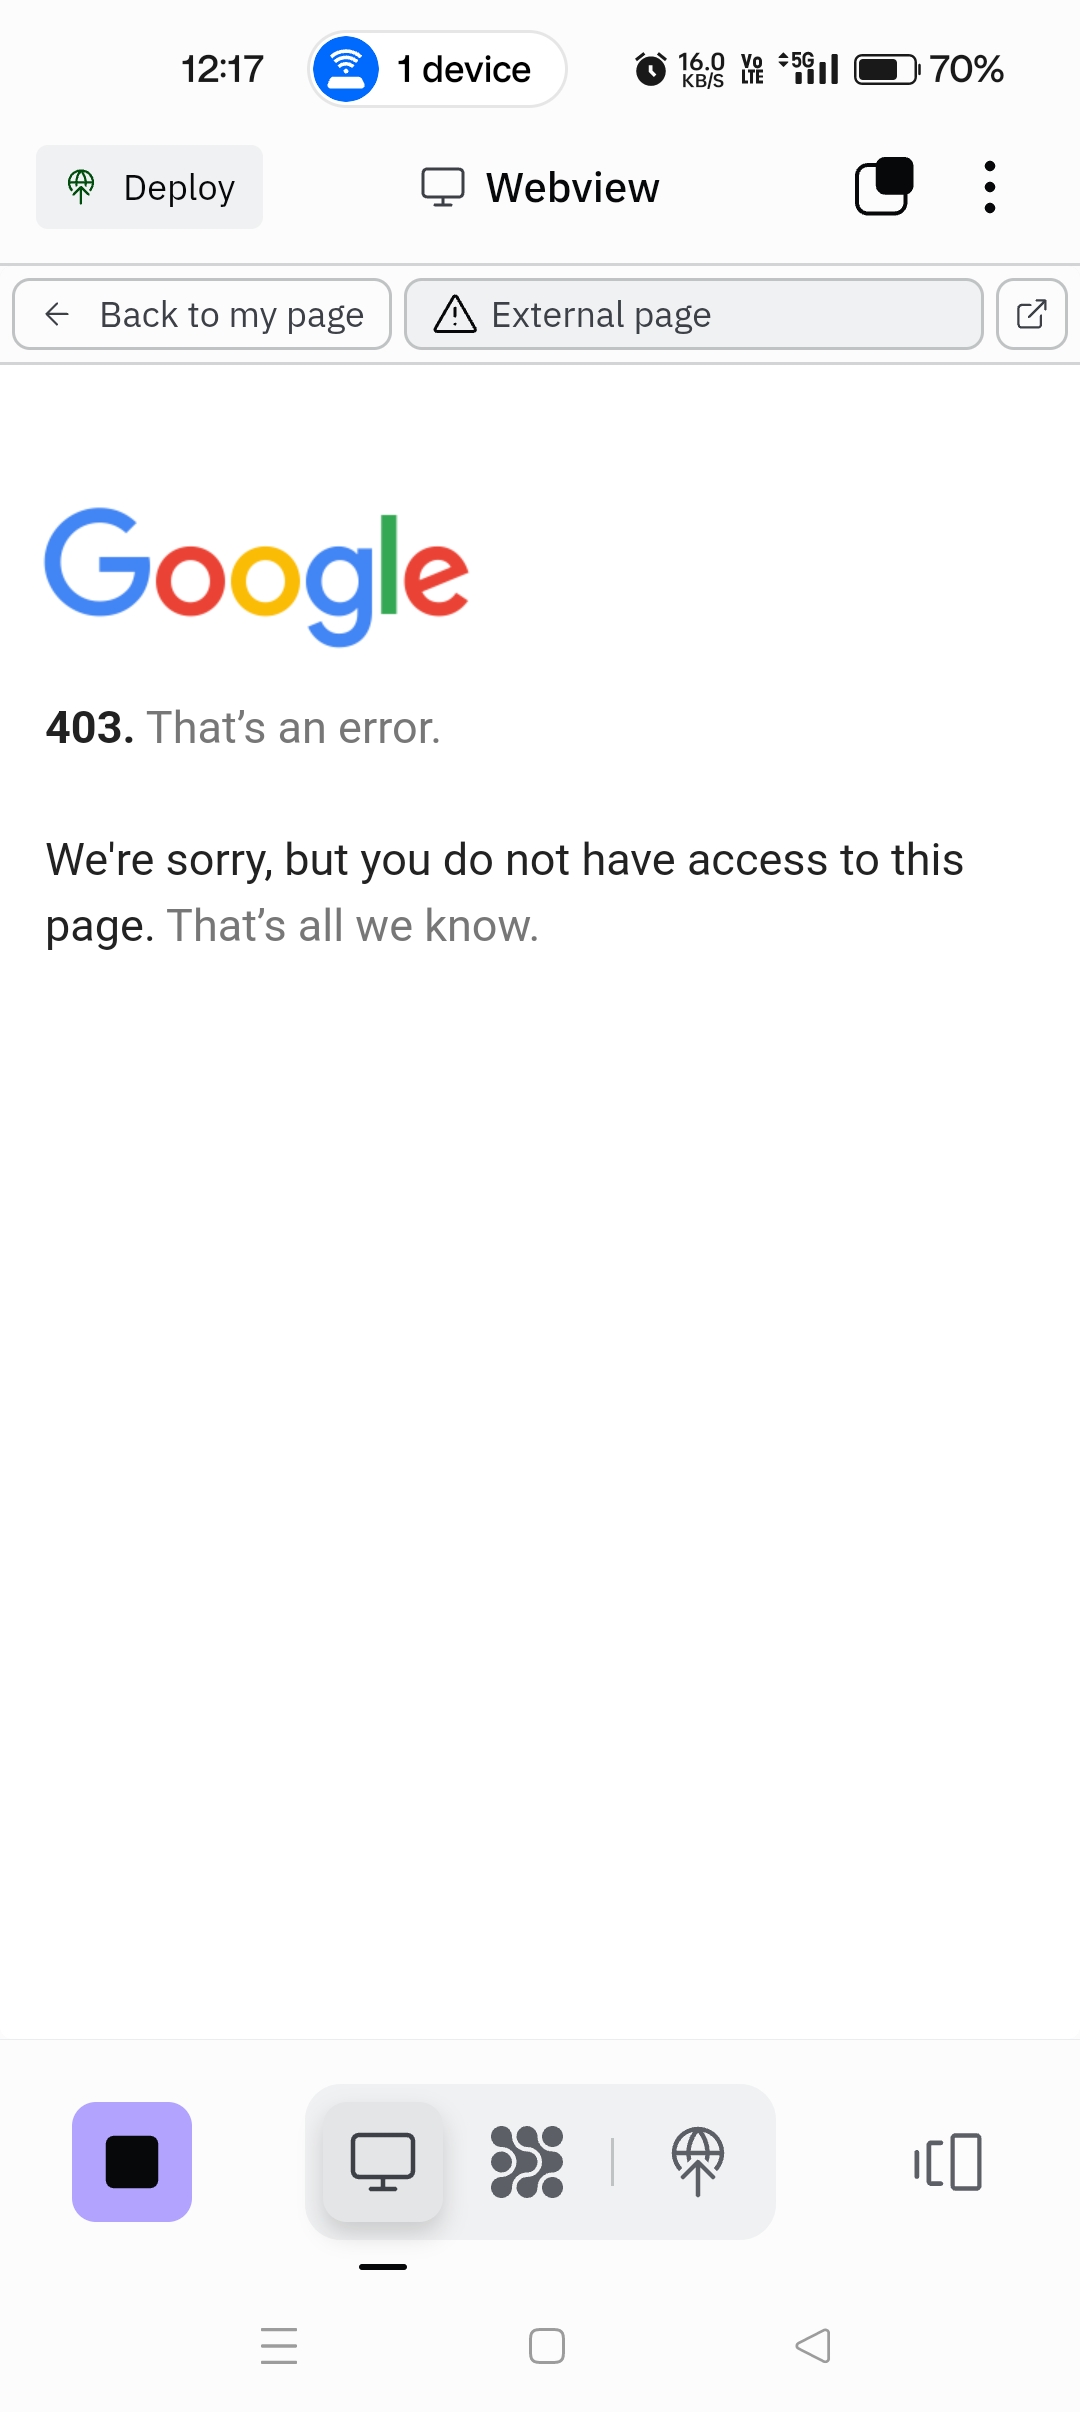 12:17
1 device
16.0
KB/S
Vo
LTE
5G
70%
Deploy
Webview
Back to my page
External page
Google
403. That’s an error.
We're sorry, but you do not have access to this
page. That’s all we know.